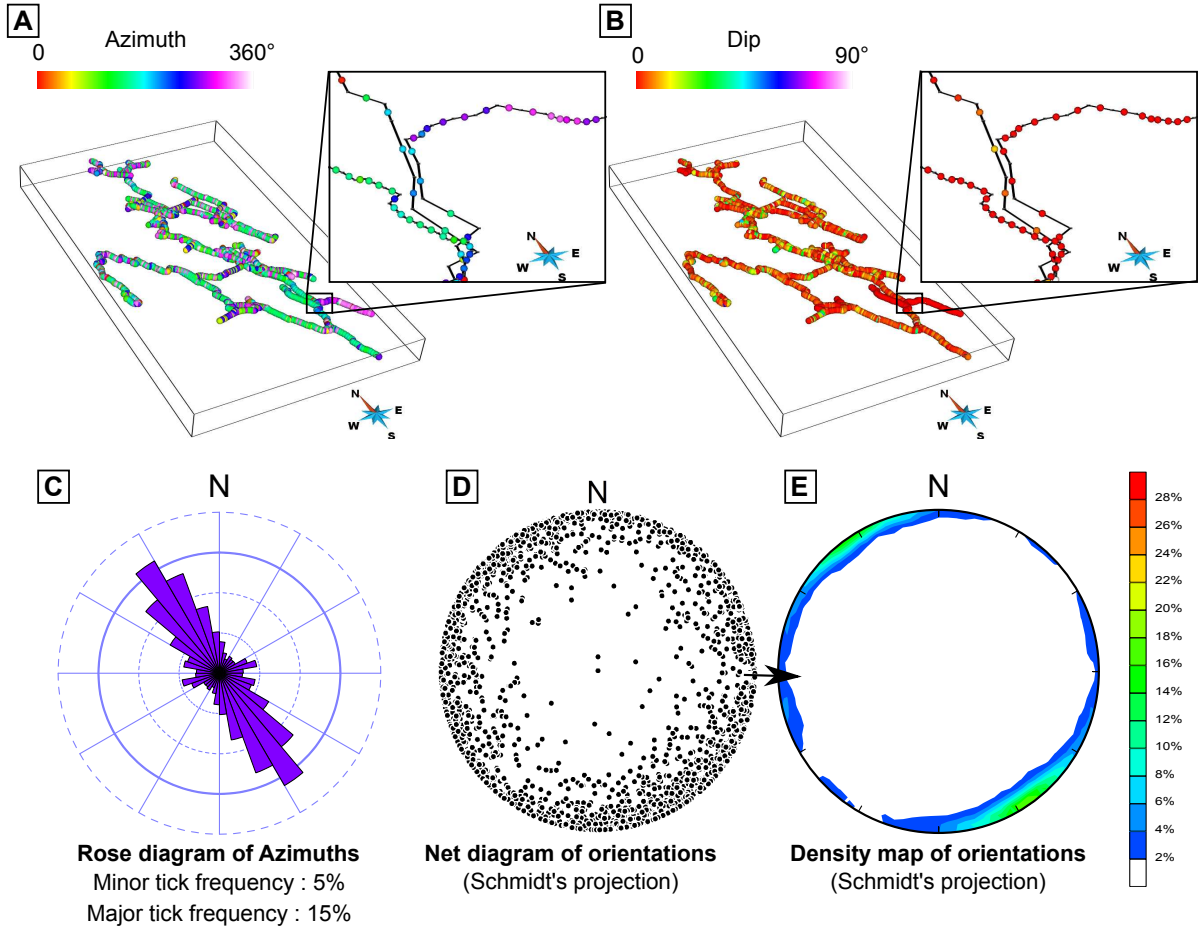 A
Azimuth
0
360°
N
E
W
S
N
E
W
S
B
Dip
0
90°
N
E
W
S
N
E
W
S
C
N
Rose diagram of Azimuths
Minor tick frequency : 5%
Major tick frequency : 15%
D
N
Net diagram of orientations
(Schmidt's projection)
E
N
Density map of orientations
(Schmidt's projection)
28%
26%
24%
22%
20%
18%
16%
14%
12%
10%
8%
6%
4%
2%